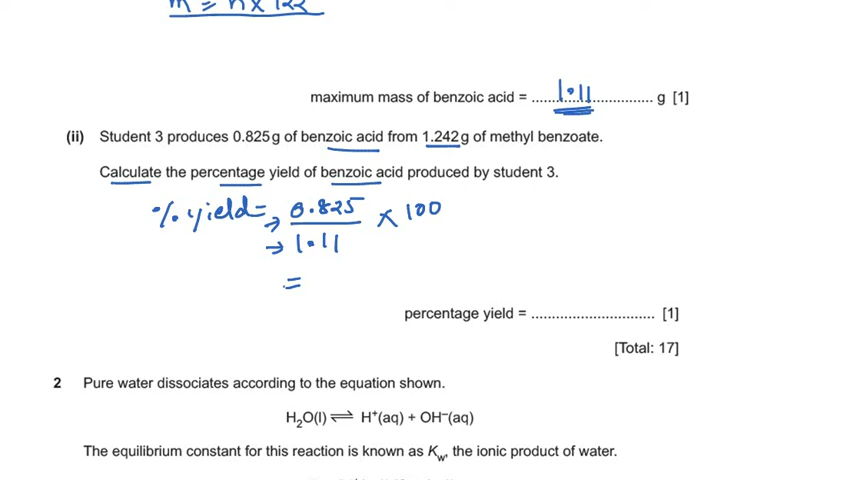 m = n x 122
maximum mass of benzoic acid = ....1.11.... g [1]
(ii) Student 3 produces 0.825 g of benzoic acid from 1.242 g of methyl benzoate.
Calculate the percentage yield of benzoic acid produced by student 3.
% yield = → 0.825 × 100
→ 1.11
=
percentage yield = .............................. [1]
[Total: 17]
2 Pure water dissociates according to the equation shown.
H₂O(l) ⇌ H⁺(aq) + OH⁻(aq)
The equilibrium constant for this reaction is known as Kw, the ionic product of water.